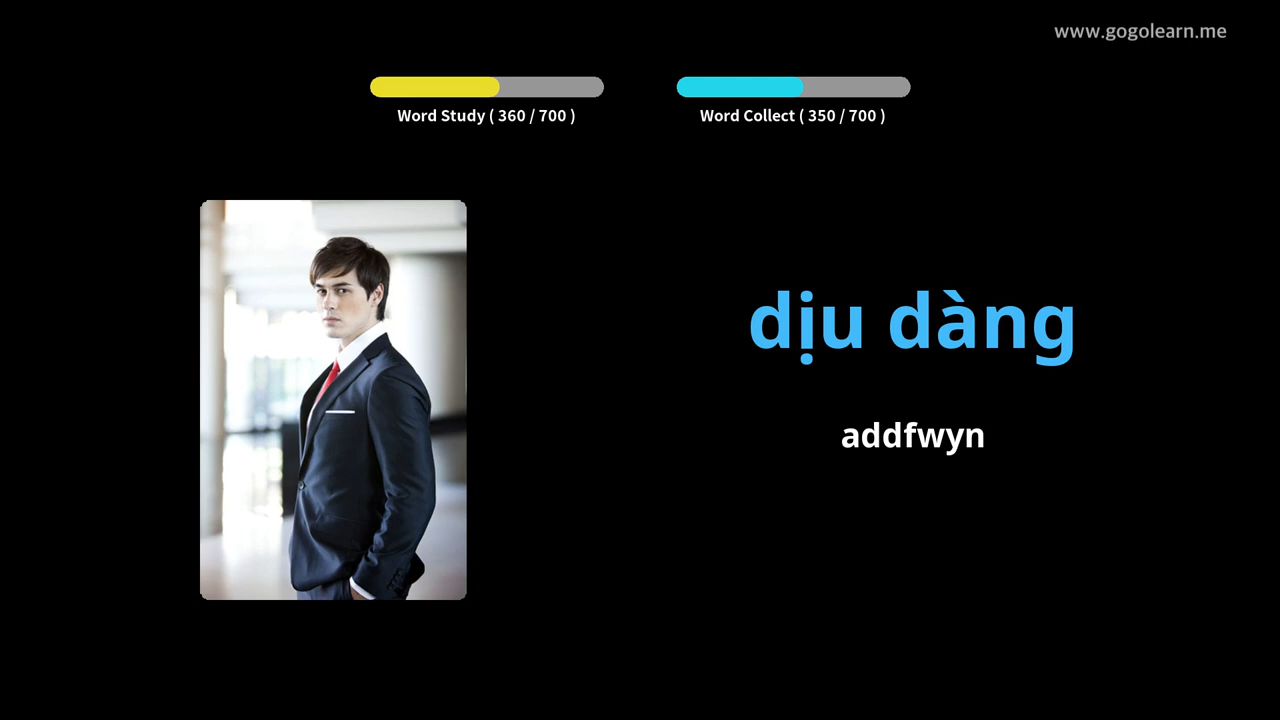 www.gogolearn.me
Word Study ( 360 / 700 )
Word Collect ( 350 / 700 )
dịu dàng
addfwyn